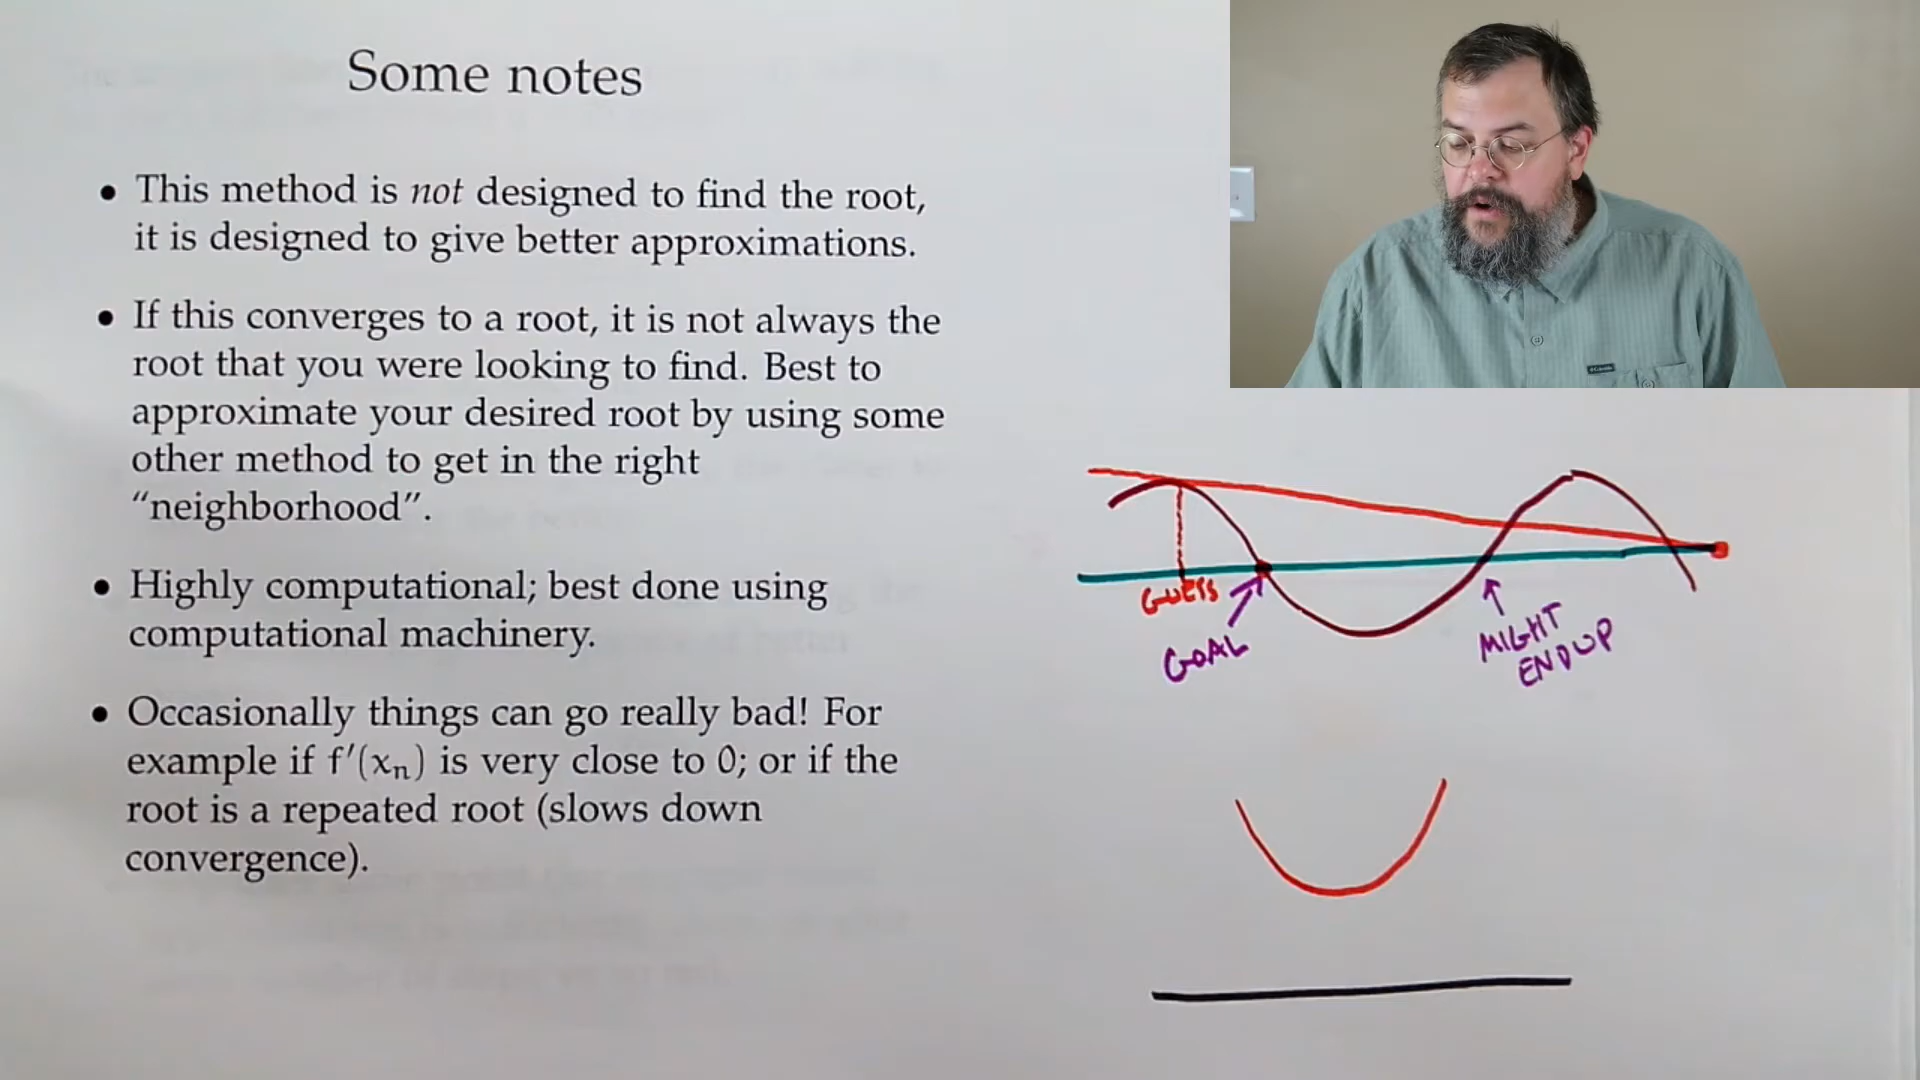 Some notes
• This method is not designed to find the root,
it is designed to give better approximations.
• If this converges to a root, it is not always the
root that you were looking to find. Best to
approximate your desired root by using some
other method to get in the right
“neighborhood”.
• Highly computational; best done using
computational machinery.
• Occasionally things can go really bad! For
example if f′(xₙ) is very close to 0; or if the
root is a repeated root (slows down
convergence).
GUESS
GOAL
MIGHT
END UP